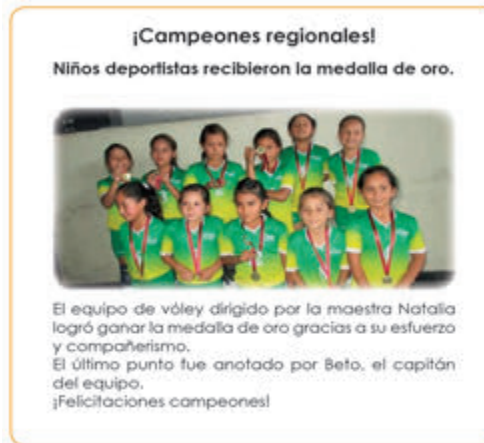 ¡Campeones regionales!
Niños deportistas recibieron la medalla de oro.
El equipo de vóley dirigido por la maestra Natalia
logró ganar la medalla de oro gracias a su esfuerzo
y compañerismo.
El último punto fue anotado por Beto, el capitán
del equipo.
¡Felicitaciones campeones!